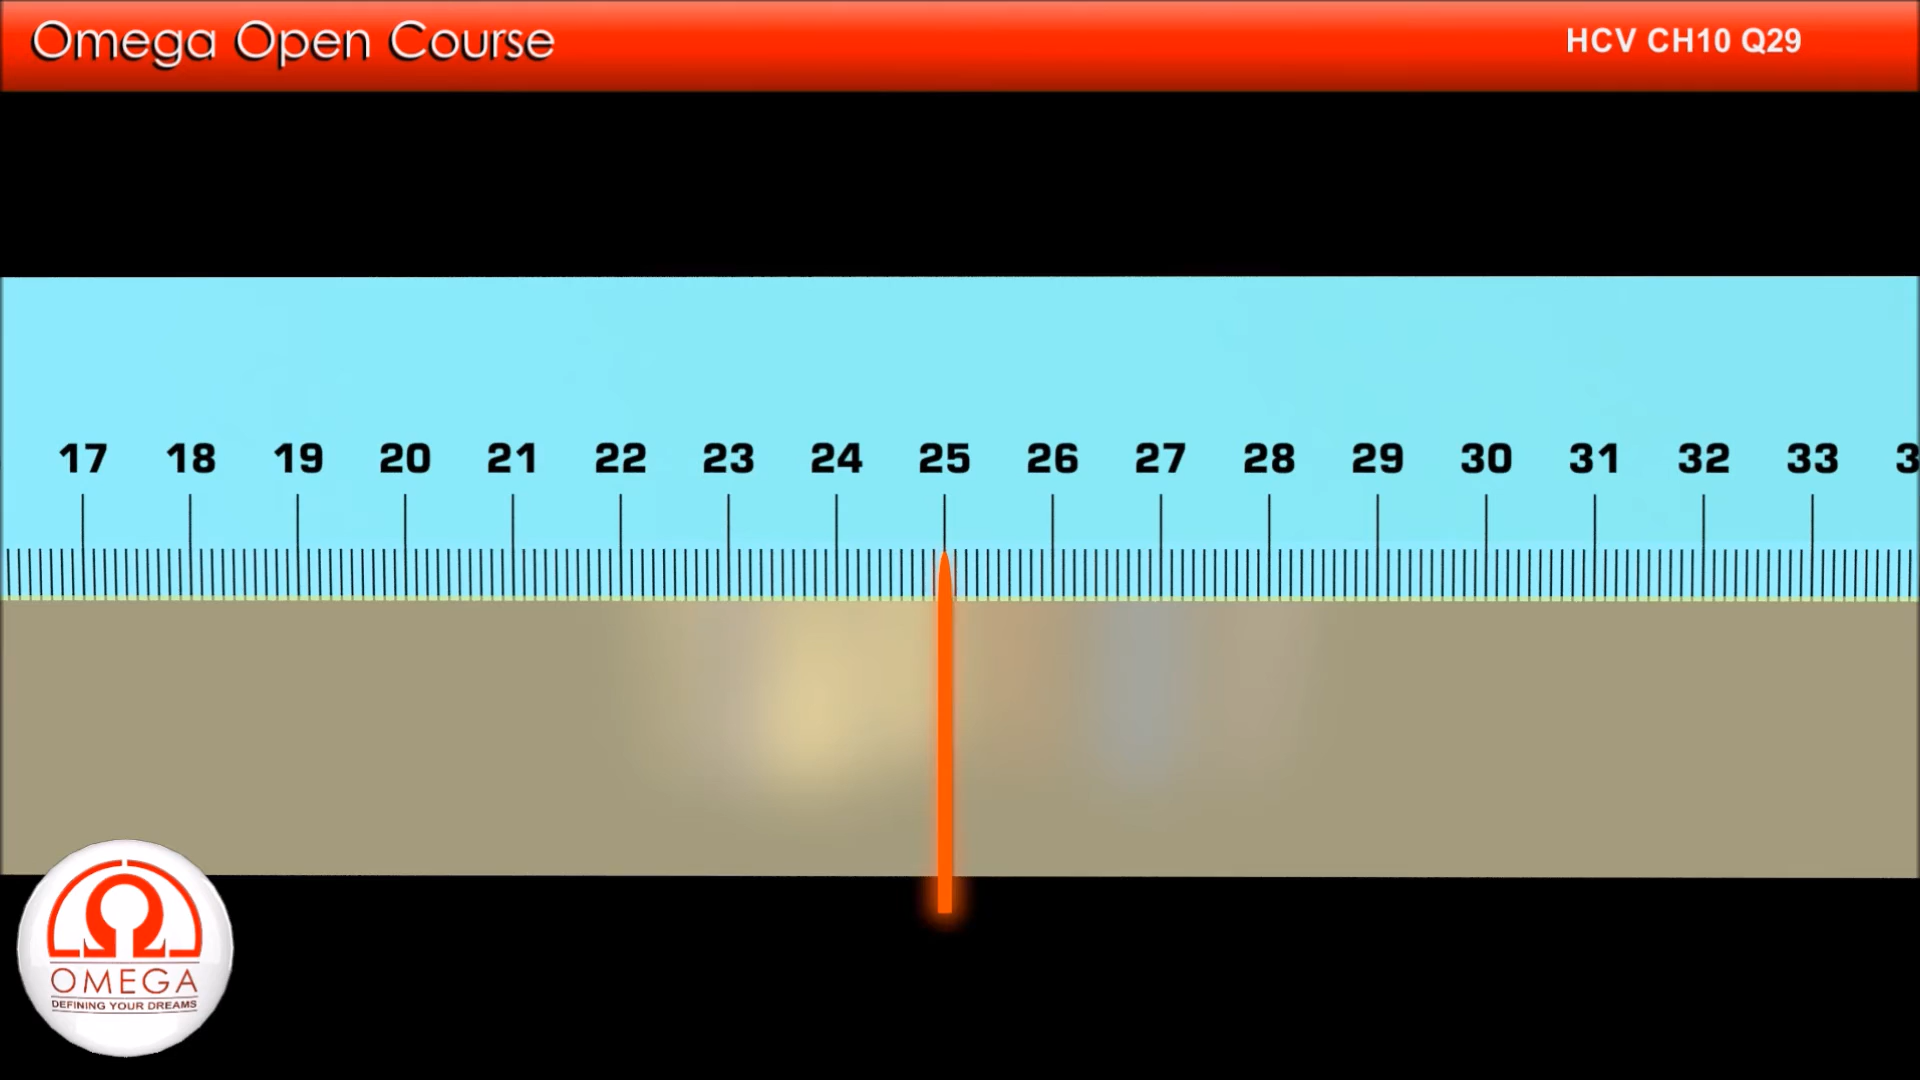 Omega Open Course
HCV CH10 Q29
17 18 19 20 21 22 23 24 25 26 27 28 29 30 31 32 33
OMEGA
DEFINING YOUR DREAMS